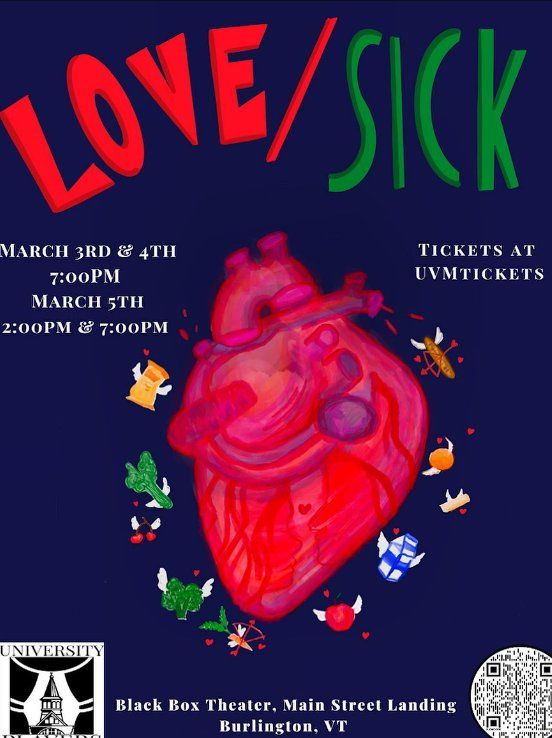 LOVE/SICK
MARCH 3RD & 4TH
7:00PM
MARCH 5TH
2:00PM & 7:00PM
TICKETS AT
UVMTICKETS
UNIVERSITY
PLAYERS
Black Box Theater, Main Street Landing
Burlington, VT